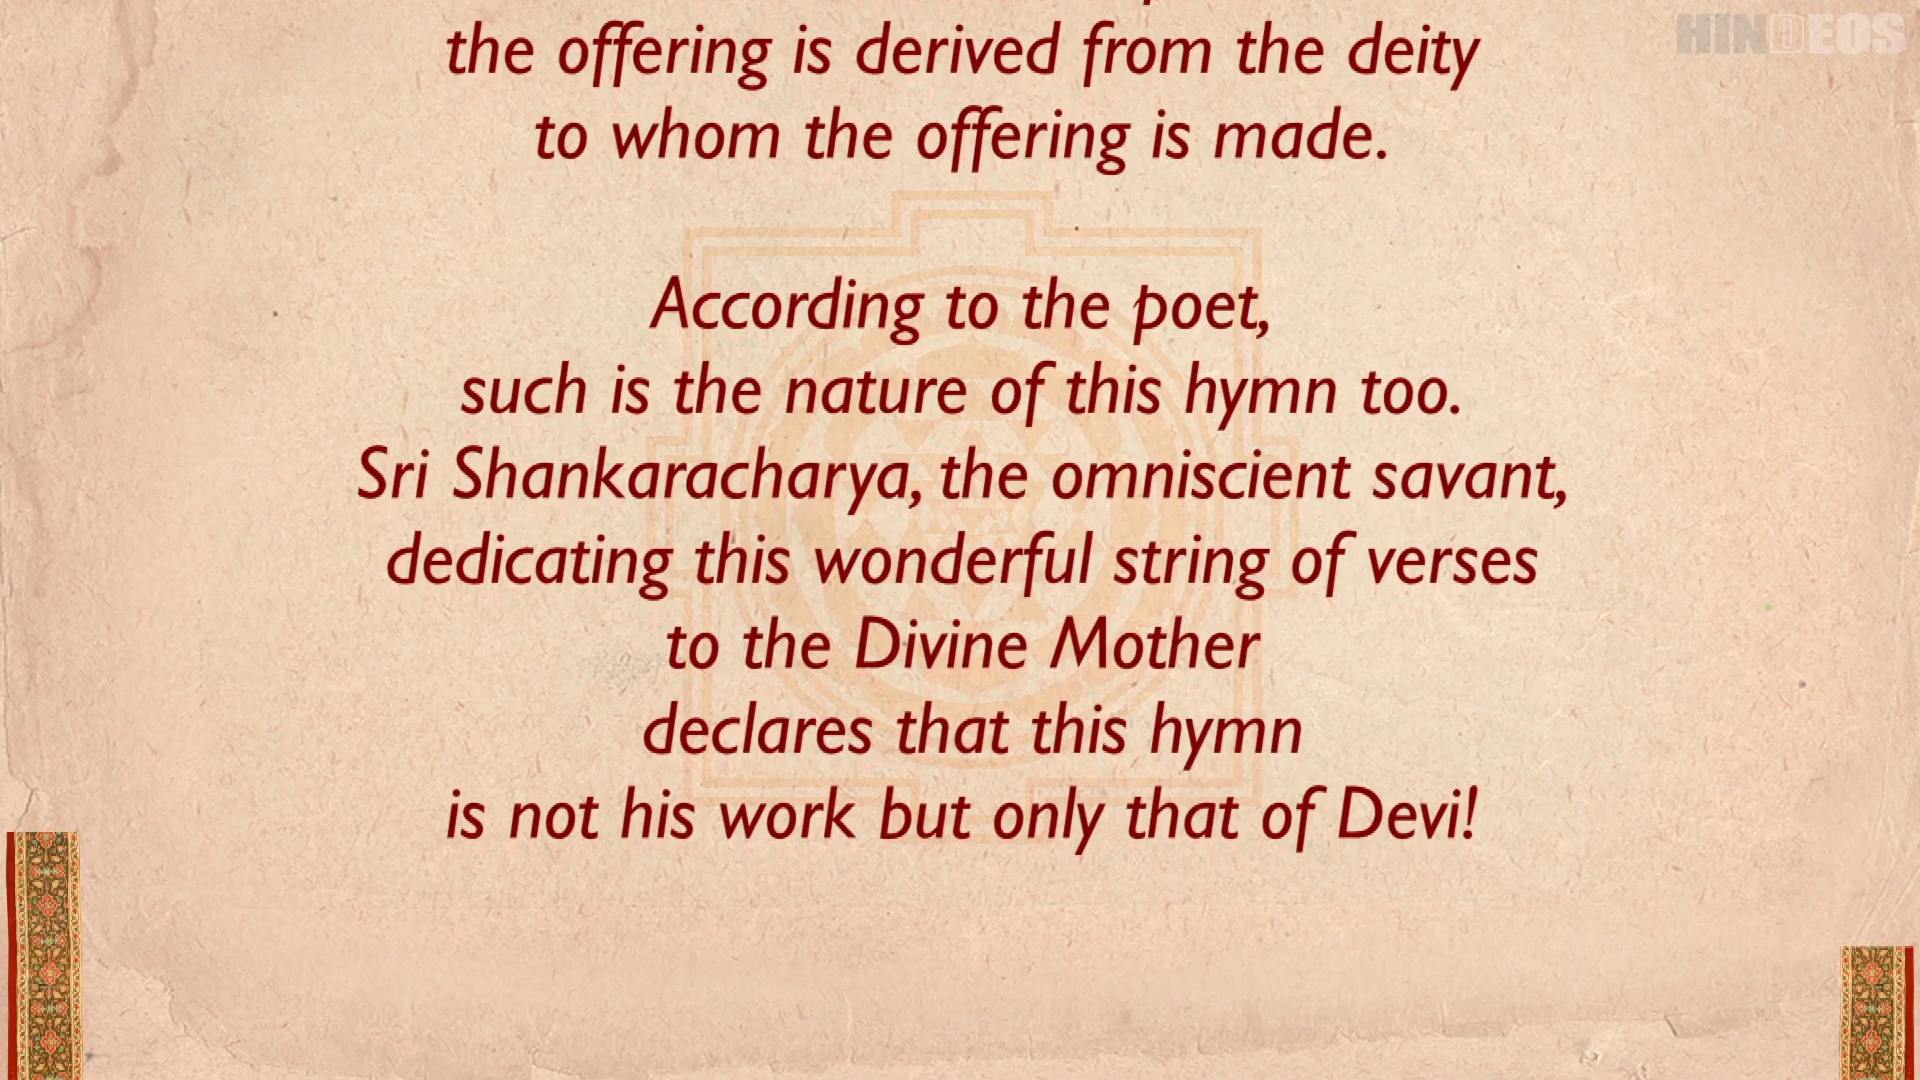 HINDEOS
the offering is derived from the deity
to whom the offering is made.
According to the poet,
such is the nature of this hymn too.
Sri Shankaracharya, the omniscient savant,
dedicating this wonderful string of verses
to the Divine Mother
declares that this hymn
is not his work but only that of Devi!